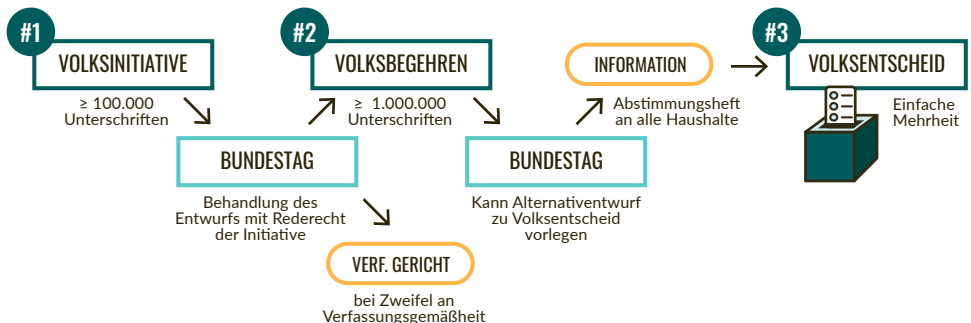 #1
VOLKSINITIATIVE
≥ 100.000
Unterschriften
BUNDESTAG
Behandlung des
Entwurfs mit Rederecht
der Initiative
VERF. GERICHT
bei Zweifel an
Verfassungsgemäßheit
#2
VOLKSBEGEHREN
≥ 1.000.000
Unterschriften
BUNDESTAG
Kann Alternativentwurf
zu Volksentscheid
vorlegen
INFORMATION
Abstimmungsheft
an alle Haushalte
#3
VOLKSENTSCHEID
Einfache
Mehrheit